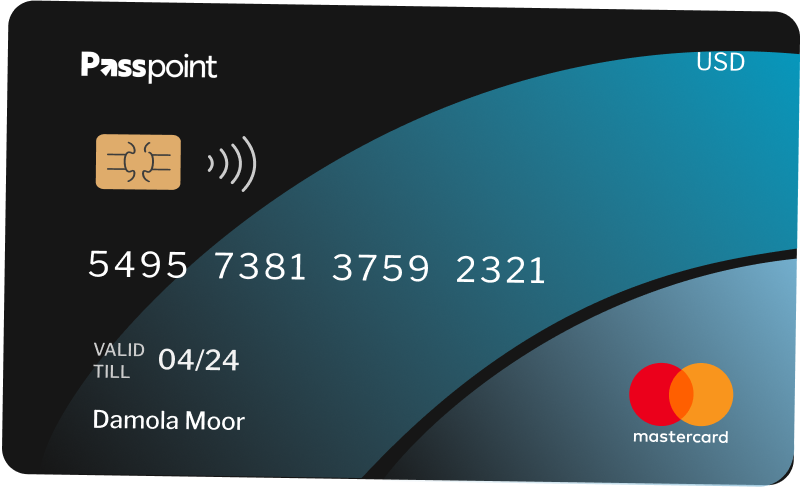 Passpoint
USD
5495 7381 3759 2321
VALID
TILL
04/24
Damola Moor
mastercard